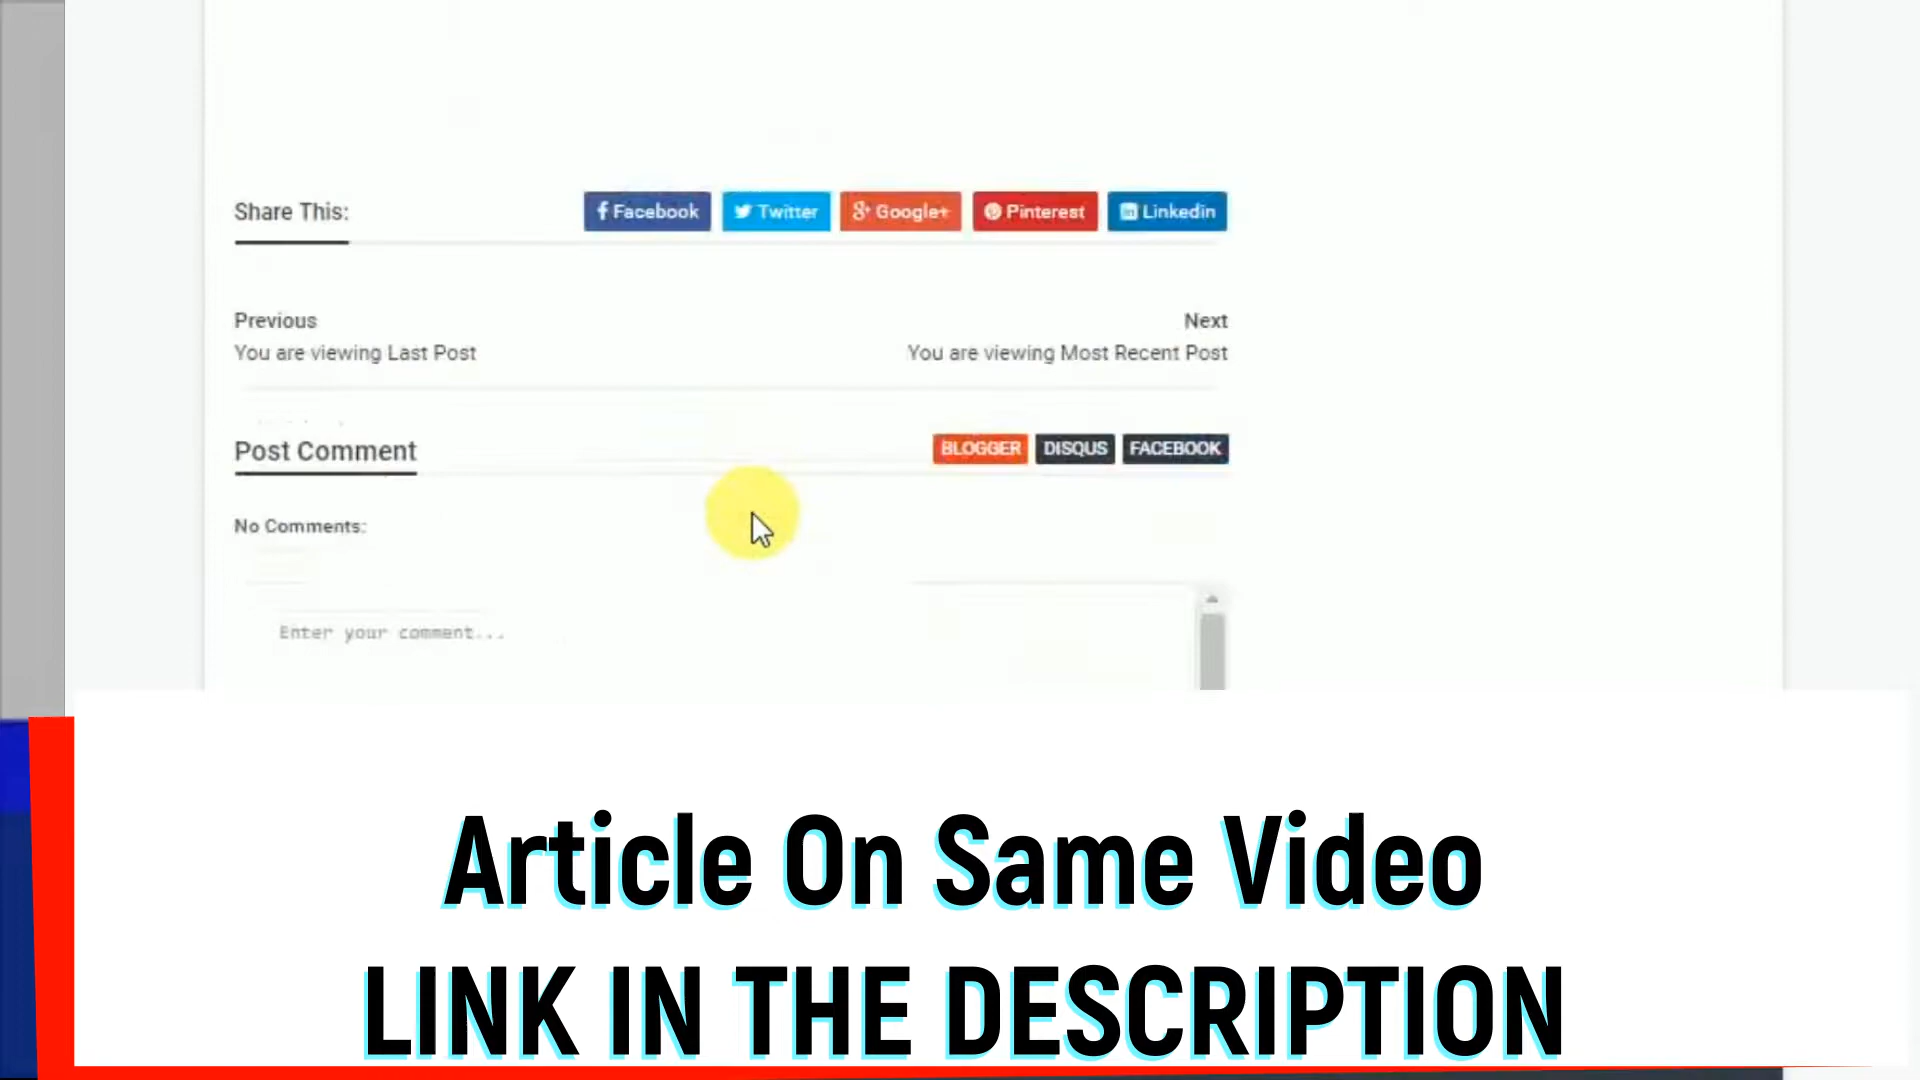 Share This: Facebook Twitter Google+ Pinterest Linkedin
Previous Next
You are viewing Last Post You are viewing Most Recent Post
Post Comment BLOGGER DISQUS FACEBOOK
No Comments:
Enter your comment...
Article On Same Video
LINK IN THE DESCRIPTION